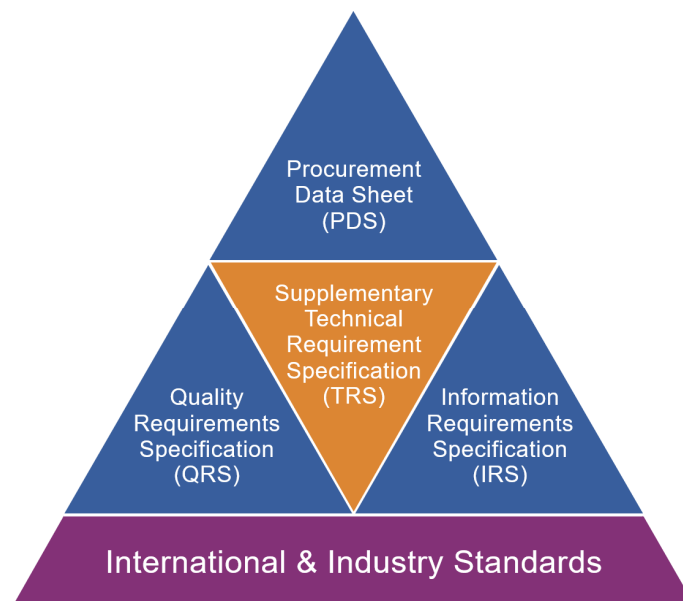 Procurement
Data Sheet
(PDS)
Supplementary
Technical
Requirement
Specification
(TRS)
Quality
Requirements
Specification
(QRS)
Information
Requirements
Specification
(IRS)
International & Industry Standards